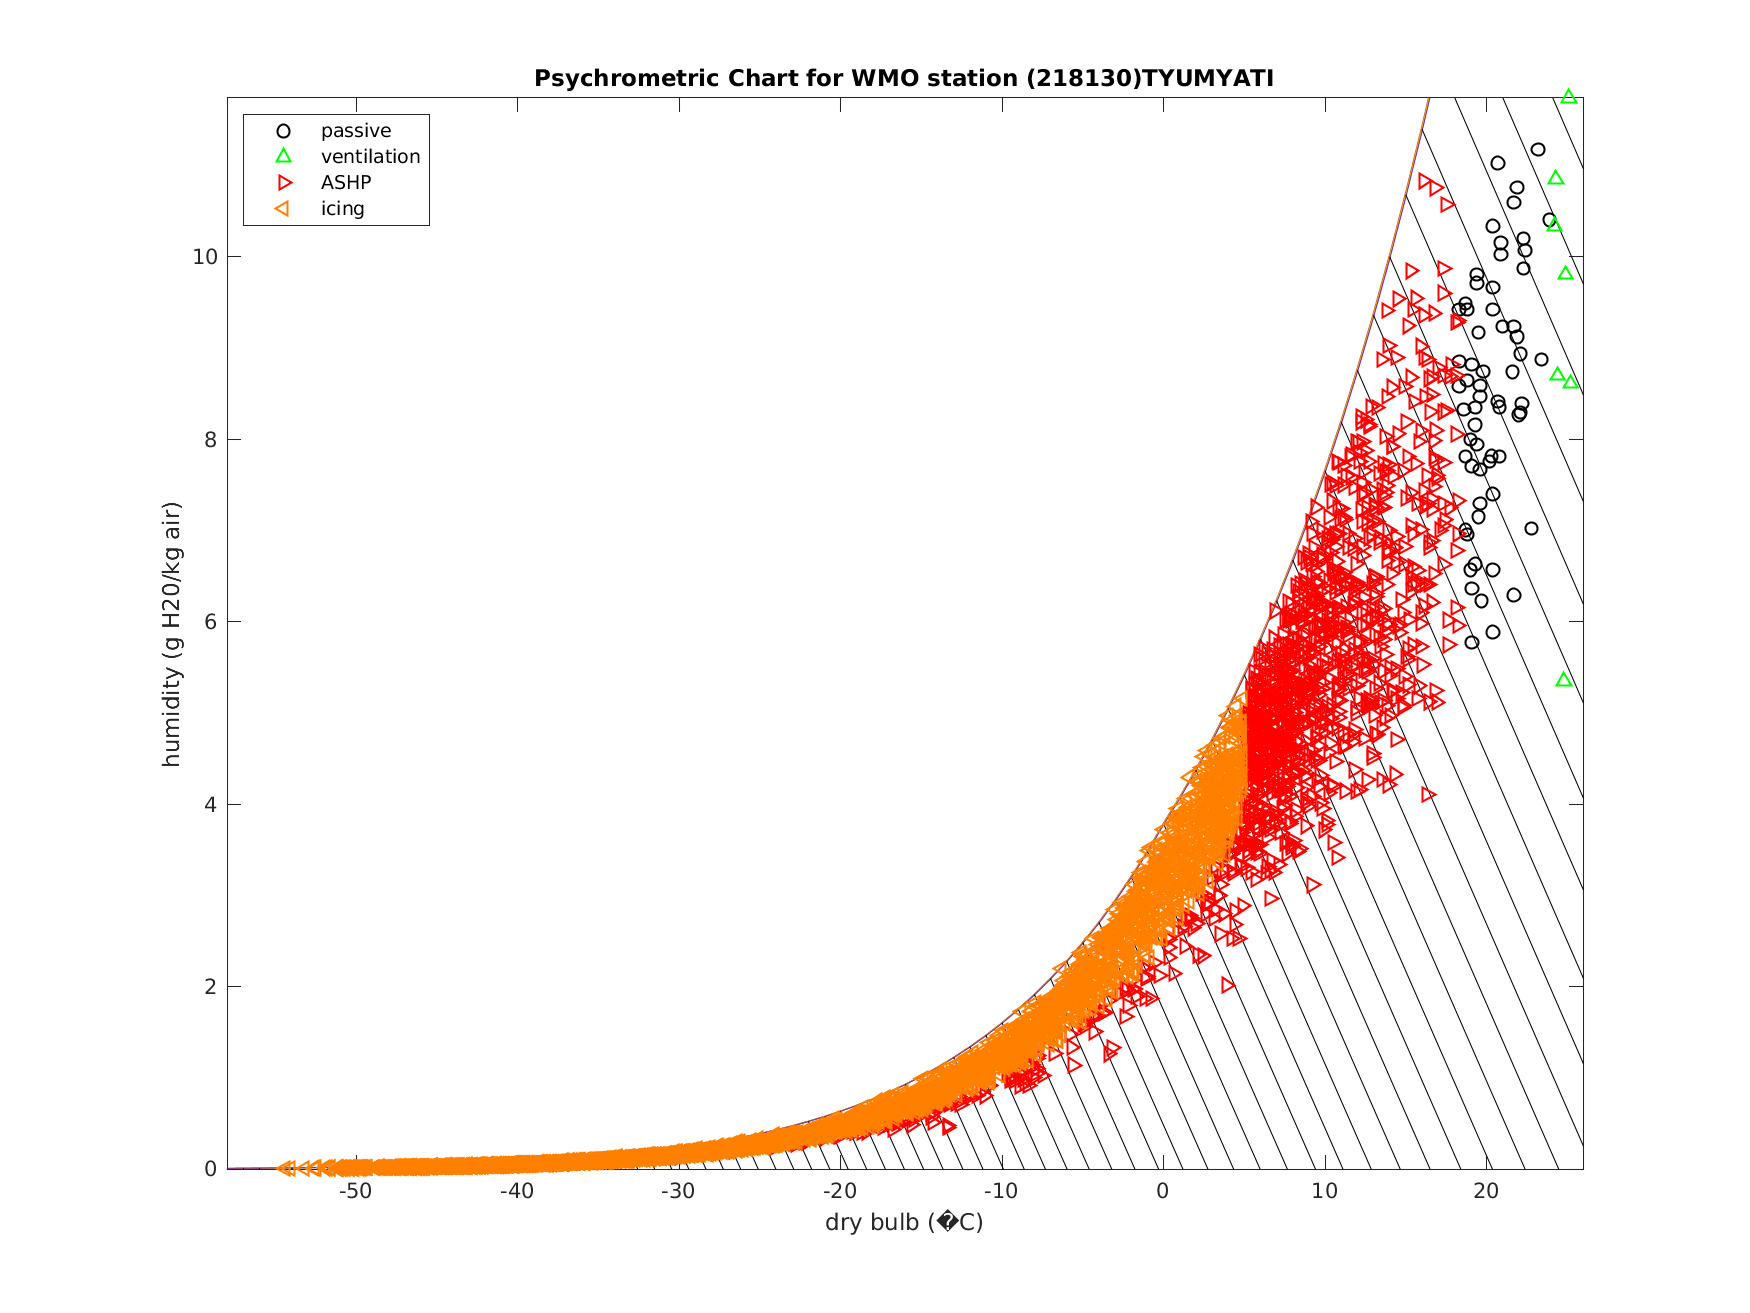 Psychrometric Chart for WMO station (218130)TYUMYATI
passive
ventilation
ASHP
icing
humidity (g H20/kg air)
10
8
6
4
2
0
-50 -40 -30 -20 -10 0 10 20
dry bulb (�C)